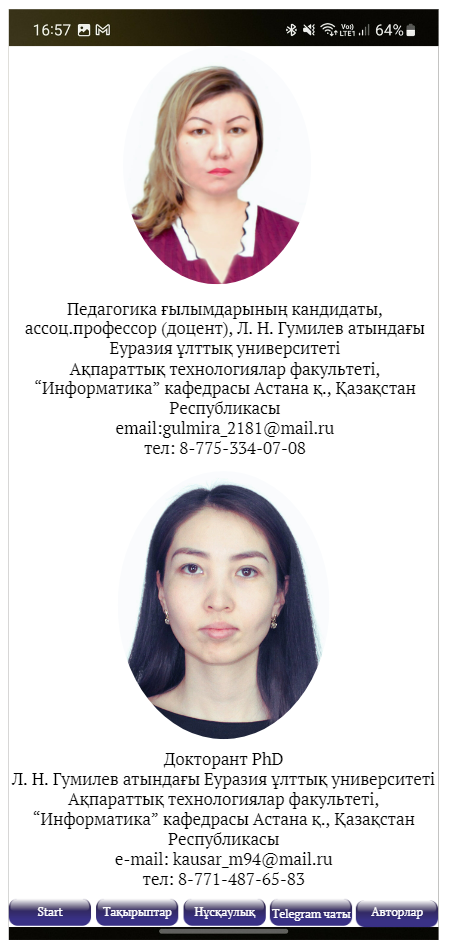 16:57
Vo))
LTE1
64%
Педагогика ғылымдарының кандидаты,
ассоц.профессор (доцент), Л. Н. Гумилев атындағы
Еуразия ұлттық университеті
Ақпараттық технологиялар факультеті,
“Информатика” кафедрасы Астана қ., Қазақстан
Республикасы
email:gulmira_2181@mail.ru
тел: 8-775-334-07-08
Докторант PhD
Л. Н. Гумилев атындағы Еуразия ұлттық университеті
Ақпараттық технологиялар факультеті,
“Информатика” кафедрасы Астана қ., Қазақстан
Республикасы
e-mail: kausar_m94@mail.ru
тел: 8-771-487-65-83
Start Тақырыптар Нұсқаулық Telegram чаты Авторлар